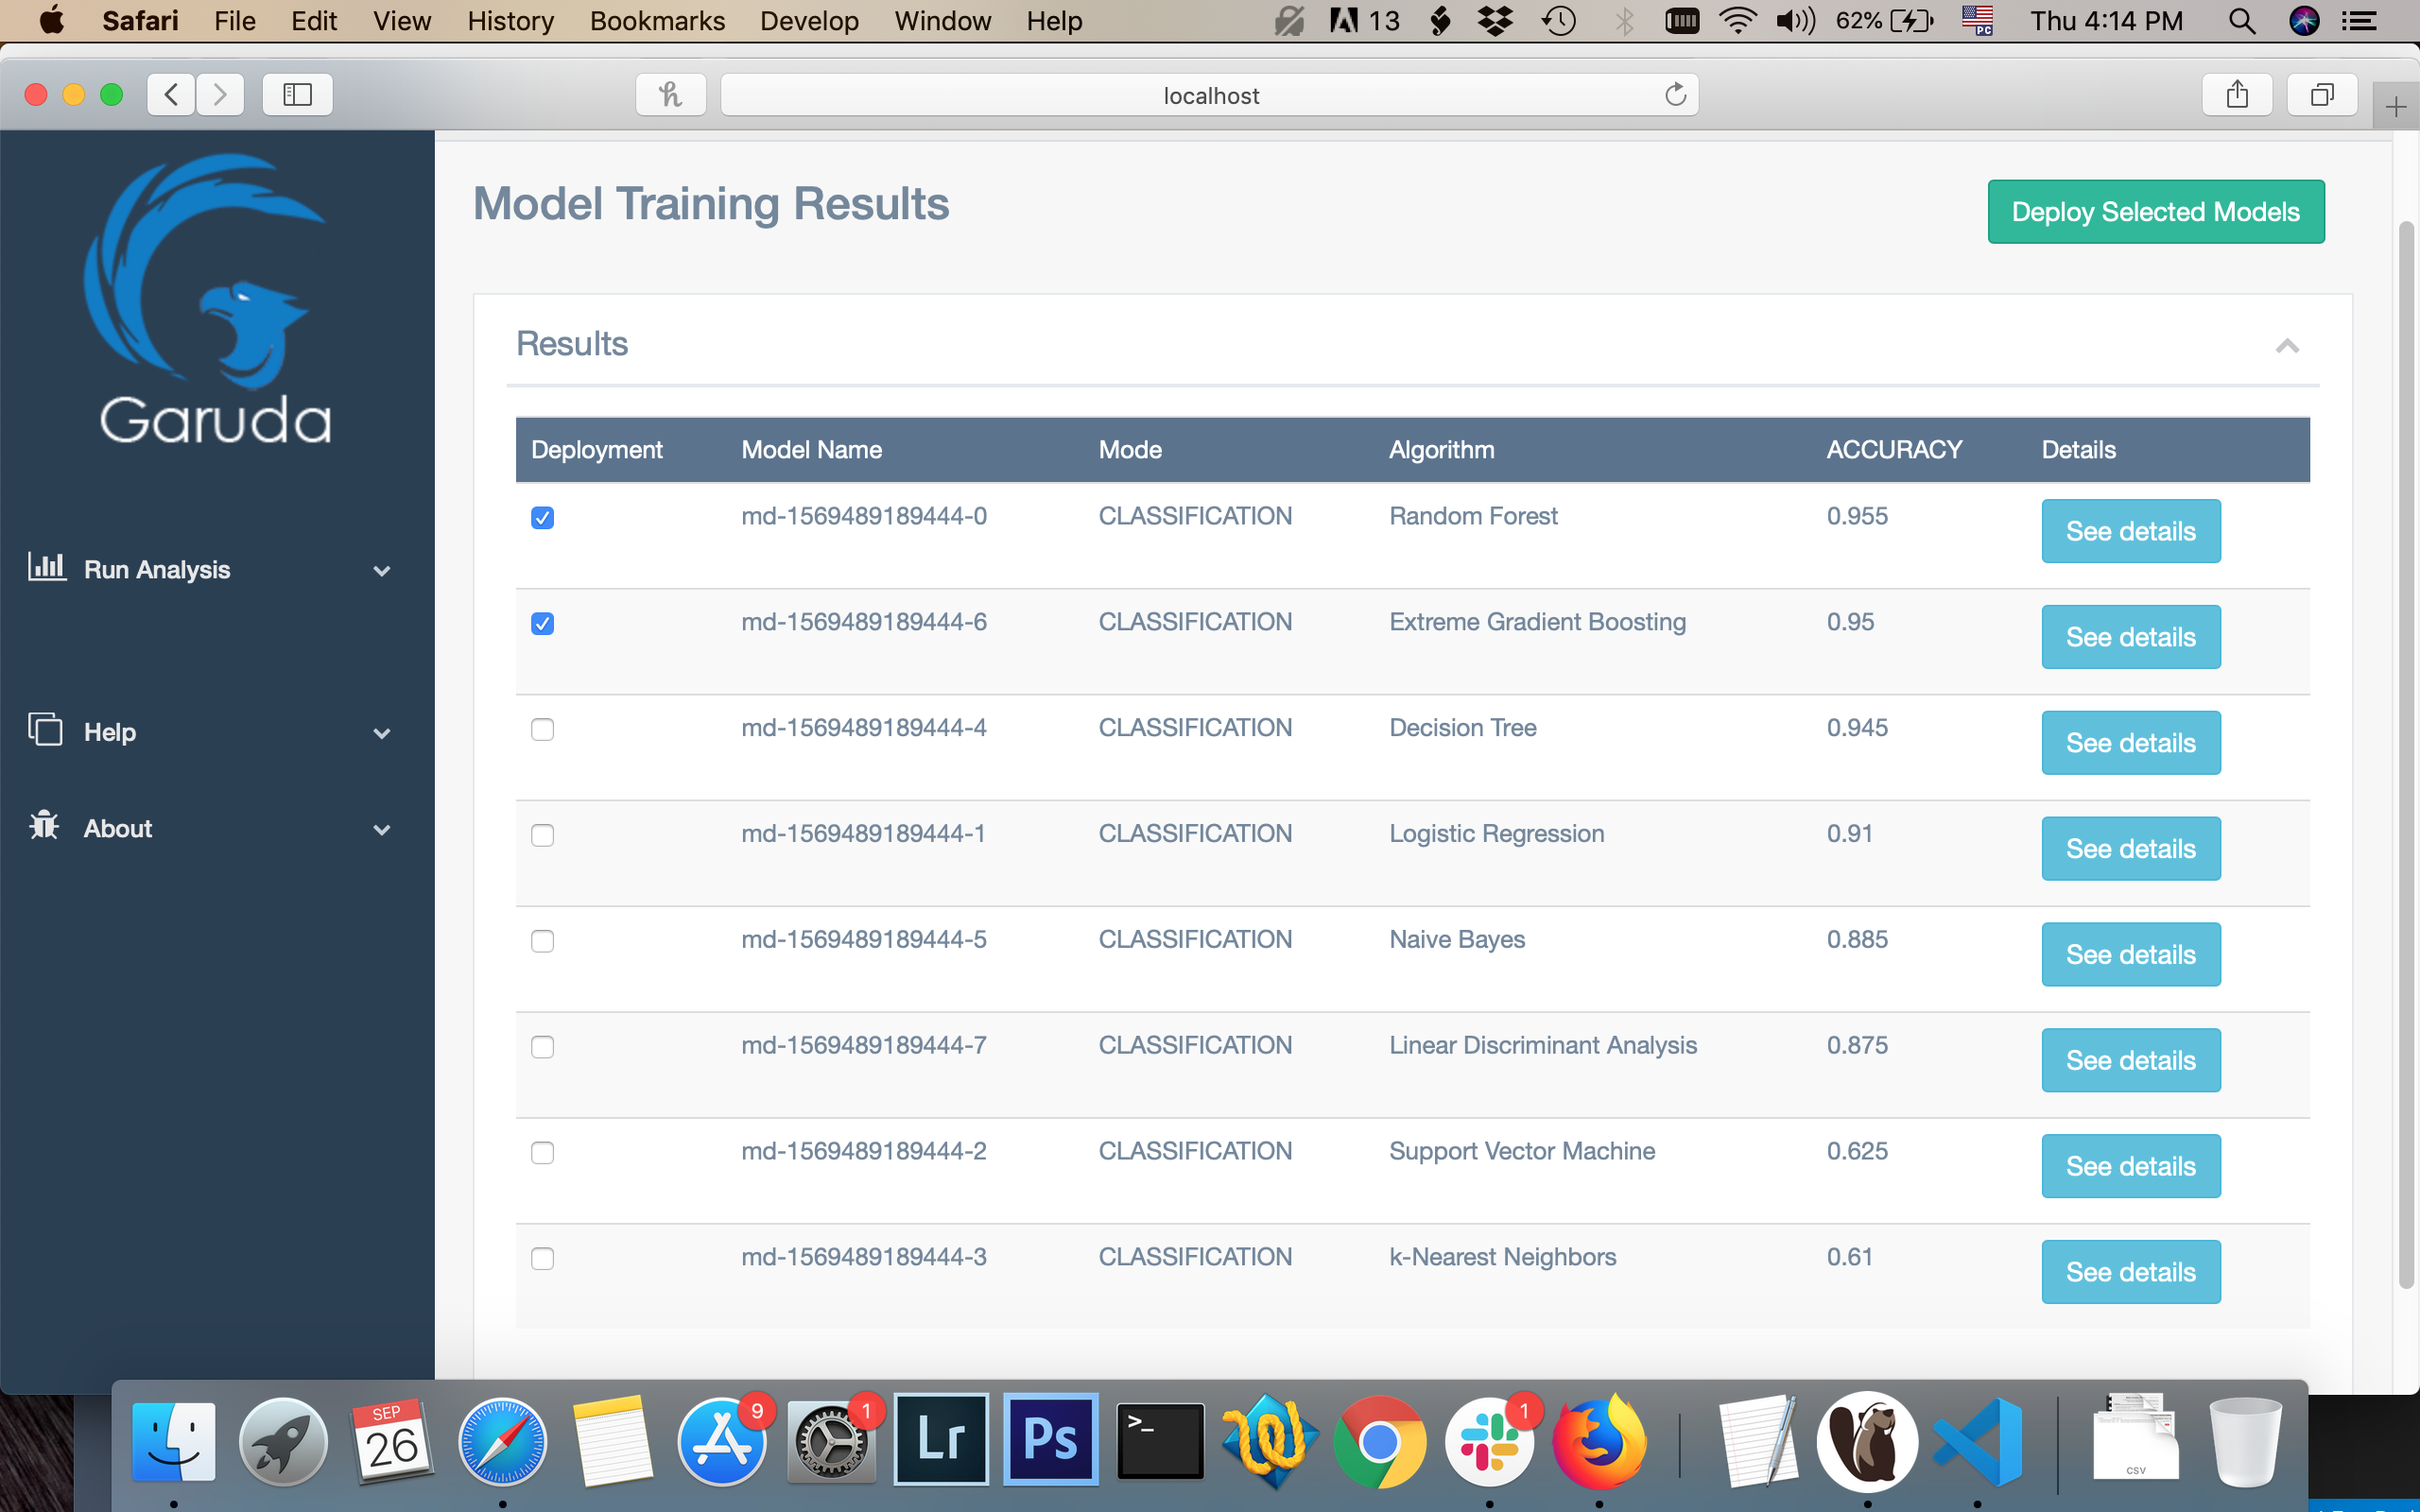 Safari File Edit View History Bookmarks Develop Window Help 13 62% PC Thu 4:14 PM
localhost
Garuda
Run Analysis
Help
About
Model Training Results
Deploy Selected Models
Results
Deployment Model Name Mode Algorithm ACCURACY Details
md-1569489189444-0 CLASSIFICATION Random Forest 0.955 See details
md-1569489189444-6 CLASSIFICATION Extreme Gradient Boosting 0.95 See details
md-1569489189444-4 CLASSIFICATION Decision Tree 0.945 See details
md-1569489189444-1 CLASSIFICATION Logistic Regression 0.91 See details
md-1569489189444-5 CLASSIFICATION Naive Bayes 0.885 See details
md-1569489189444-7 CLASSIFICATION Linear Discriminant Analysis 0.875 See details
md-1569489189444-2 CLASSIFICATION Support Vector Machine 0.625 See details
md-1569489189444-3 CLASSIFICATION k-Nearest Neighbors 0.61 See details
SEP
26
9
1
Lr
Ps
>_
1
CSV